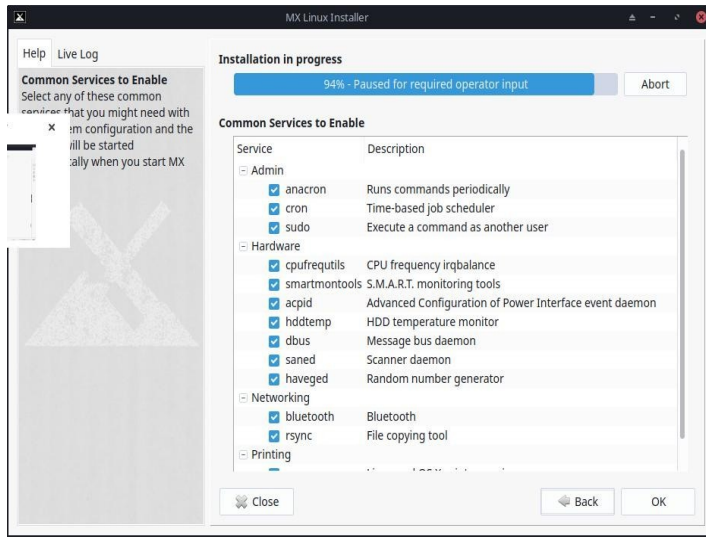 MX Linux Installer
Help Live Log
Common Services to Enable
Select any of these common
services that you might need with
em configuration and the
will be started
ally when you start MX
Installation in progress
94% - Paused for required operator input
Abort
Common Services to Enable
Service Description
Admin
anacron Runs commands periodically
cron Time-based job scheduler
sudo Execute a command as another user
Hardware
cpufrequtils CPU frequency irqbalance
smartmontools S.M.A.R.T. monitoring tools
acpid Advanced Configuration of Power Interface event daemon
hddtemp HDD temperature monitor
dbus Message bus daemon
saned Scanner daemon
haveged Random number generator
Networking
bluetooth Bluetooth
rsync File copying tool
Printing
Close Back OK